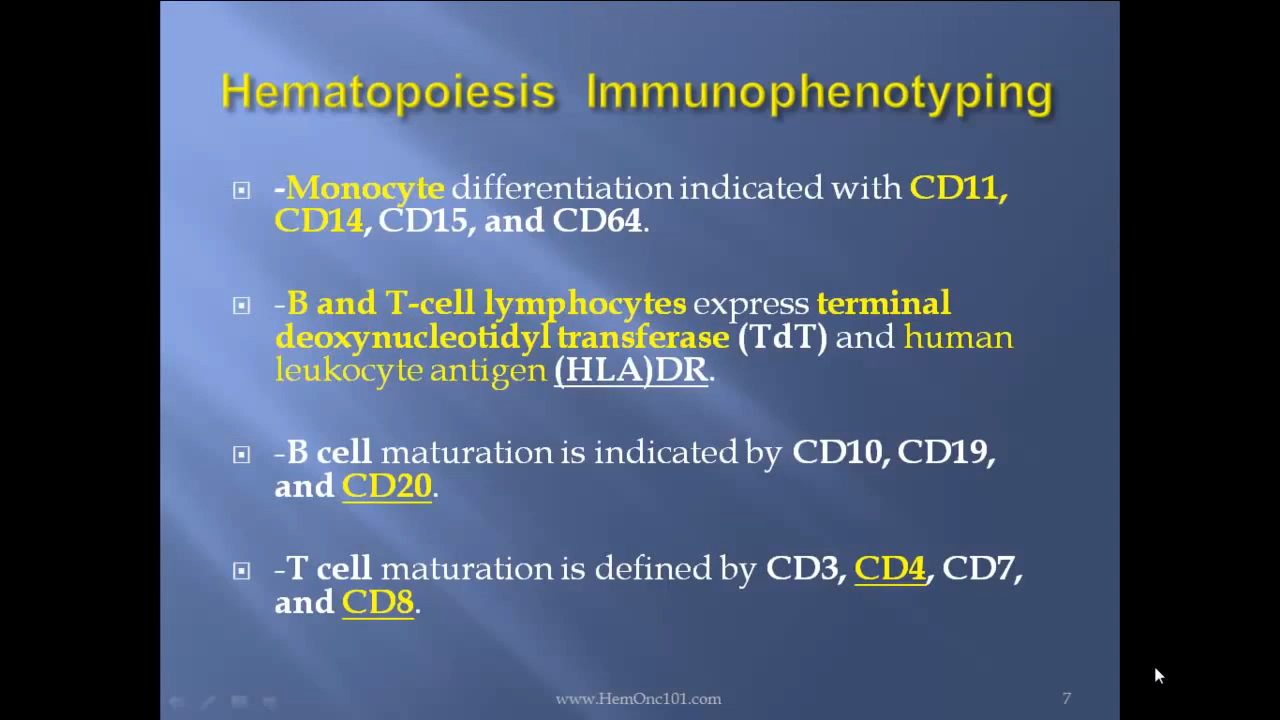 Hematopoiesis Immunophenotyping
-Monocyte differentiation indicated with CD11,
CD14, CD15, and CD64.
-B and T-cell lymphocytes express terminal
deoxynucleotidyl transferase (TdT) and human
leukocyte antigen (HLA)DR.
-B cell maturation is indicated by CD10, CD19,
and CD20.
-T cell maturation is defined by CD3, CD4, CD7,
and CD8.
www.HemOnc101.com
7